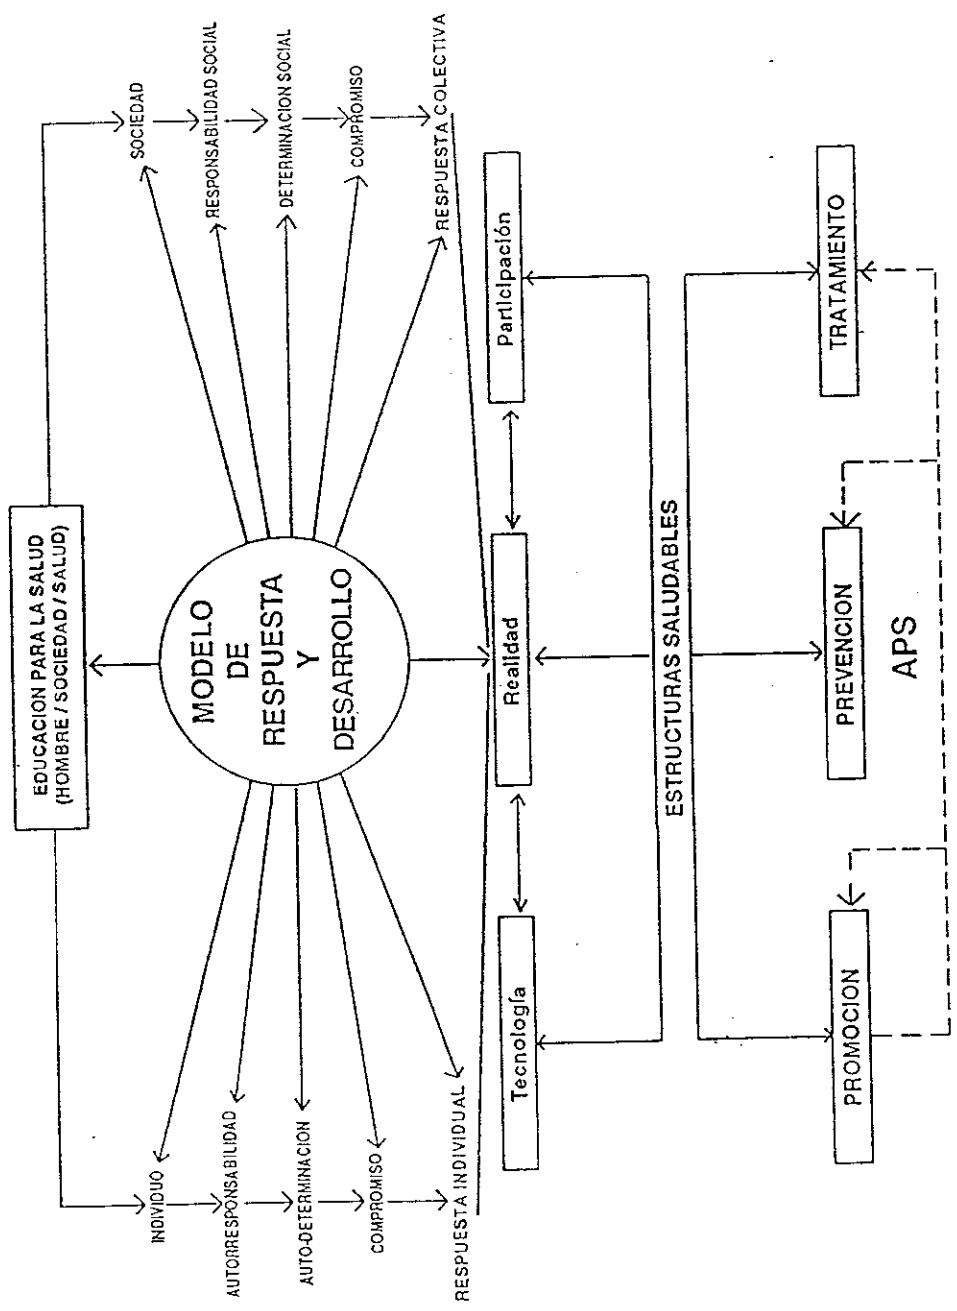 EDUCACION PARA LA SALUD
(HOMBRE / SOCIEDAD / SALUD)
INDIVIDUO
AUTORRESPONSABILIDAD
AUTO-DETERMINACION
COMPROMISO
RESPUESTA INDIVIDUAL
MODELO
DE
RESPUESTA
Y
DESARROLLO
SOCIEDAD
RESPONSABILIDAD SOCIAL
DETERMINACION SOCIAL
COMPROMISO
RESPUESTA COLECTIVA
Tecnología
Realidad
Participación
ESTRUCTURAS SALUDABLES
PROMOCION
PREVENCION
TRATAMIENTO
APS